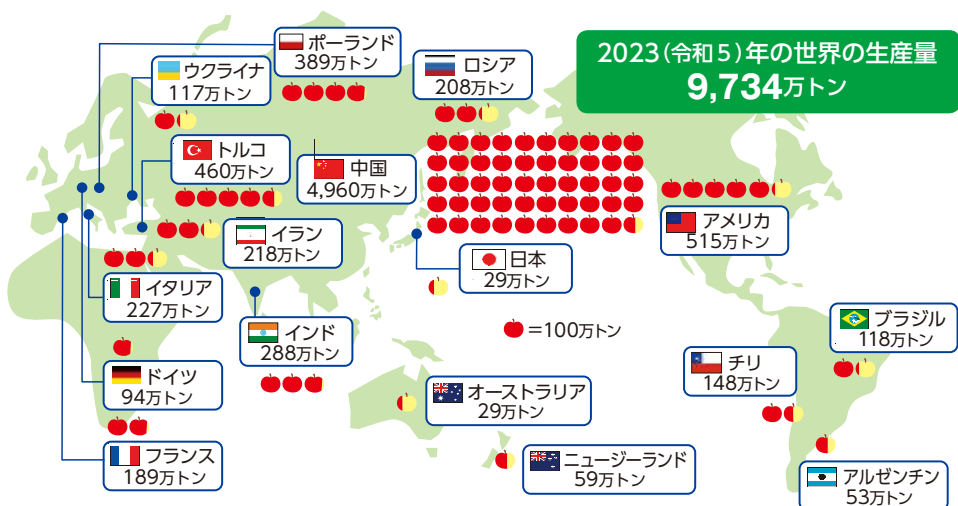 2023(令和5)年の世界の生産量
9,734万トン
ポーランド
389万トン
ウクライナ
117万トン
ロシア
208万トン
トルコ
460万トン
中国
4,960万トン
アメリカ
515万トン
イラン
218万トン
日本
29万トン
イタリア
227万トン
インド
288万トン
=100万トン
ブラジル
118万トン
チリ
148万トン
ドイツ
94万トン
オーストラリア
29万トン
フランス
189万トン
ニュージーランド
59万トン
アルゼンチン
53万トン